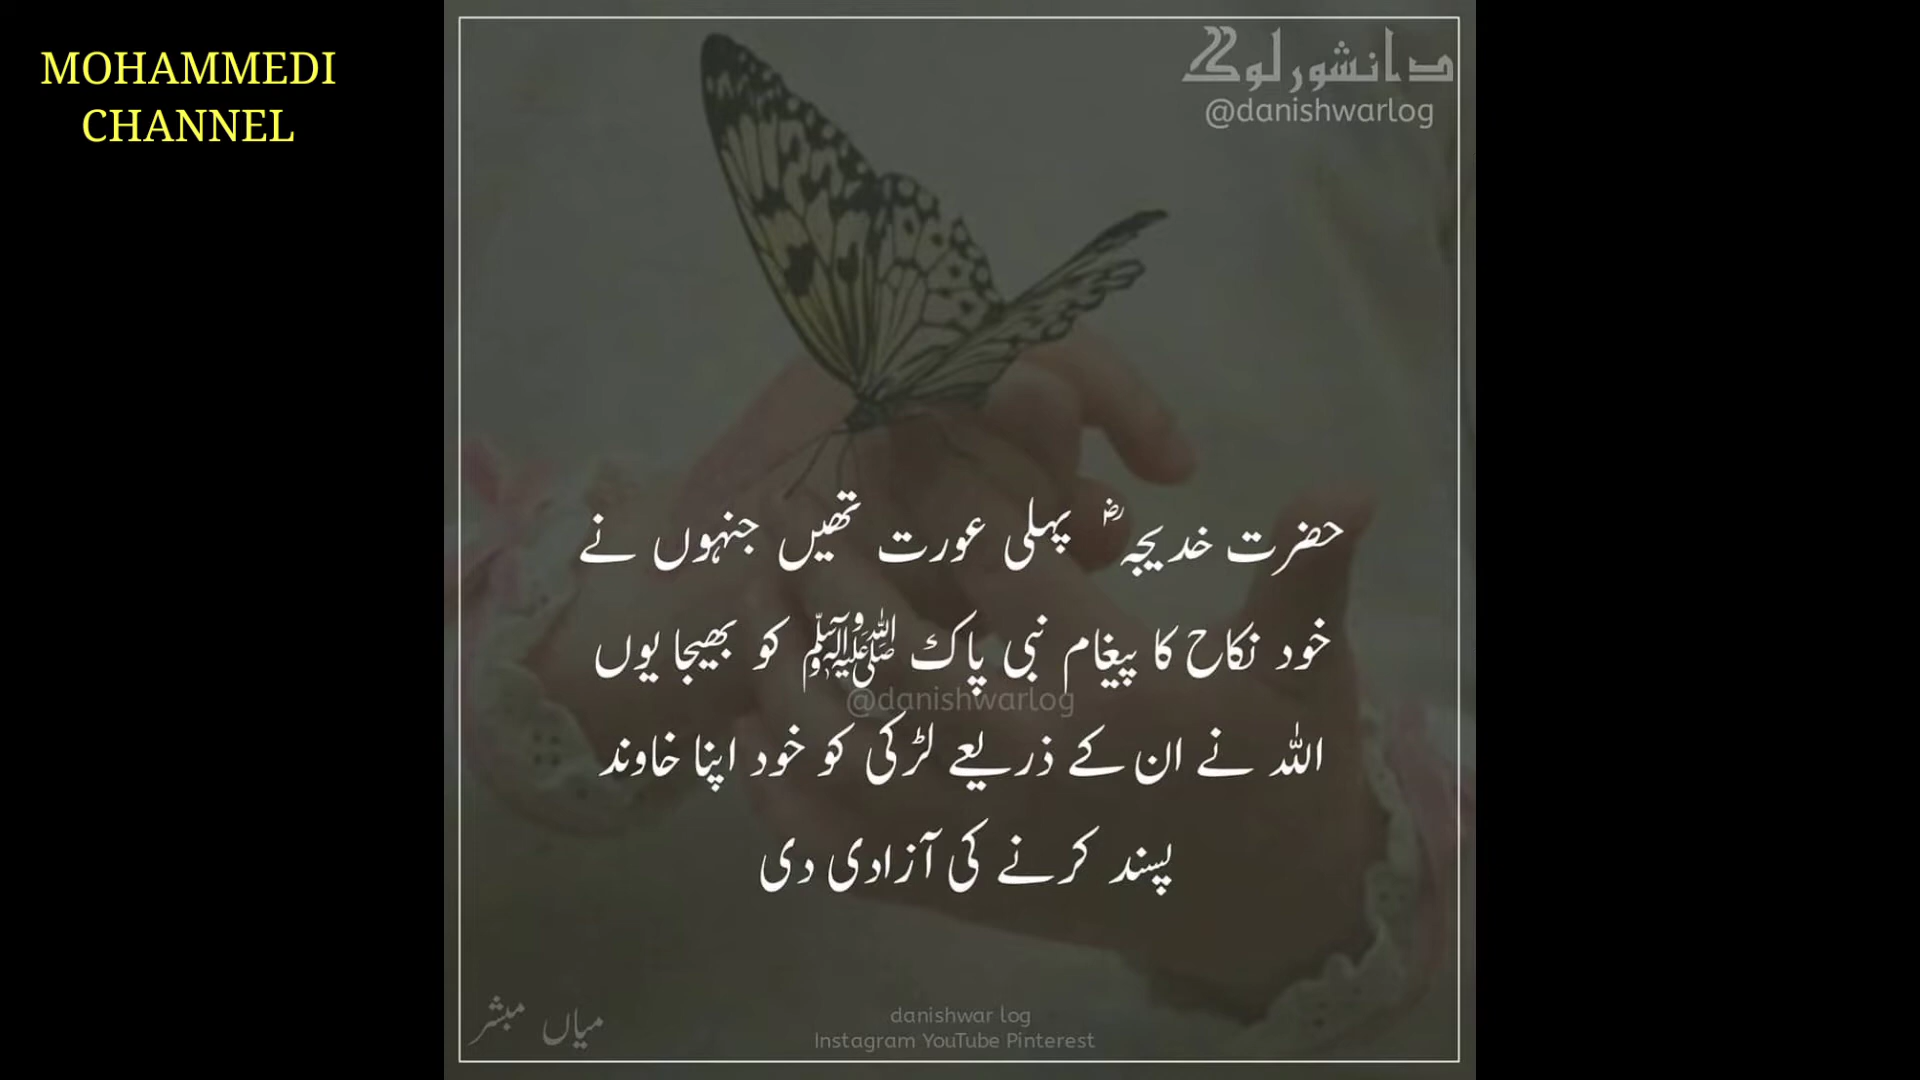 MOHAMMEDI
CHANNEL
دانشور لوگ
@danishwarlog
حضرت خدیجہ رضؓ پہلی عورت تھیں جنہوں نے
خود نکاح کا پیغام نبی پاک ﷺ کو بھیجا یوں
@danishwarlog
اللہ نے ان کے ذریعے لڑکی کو خود اپنا خاوند
پسند کرنے کی آزادی دی
میاں مبشر
danishwar log
Instagram YouTube Pinterest